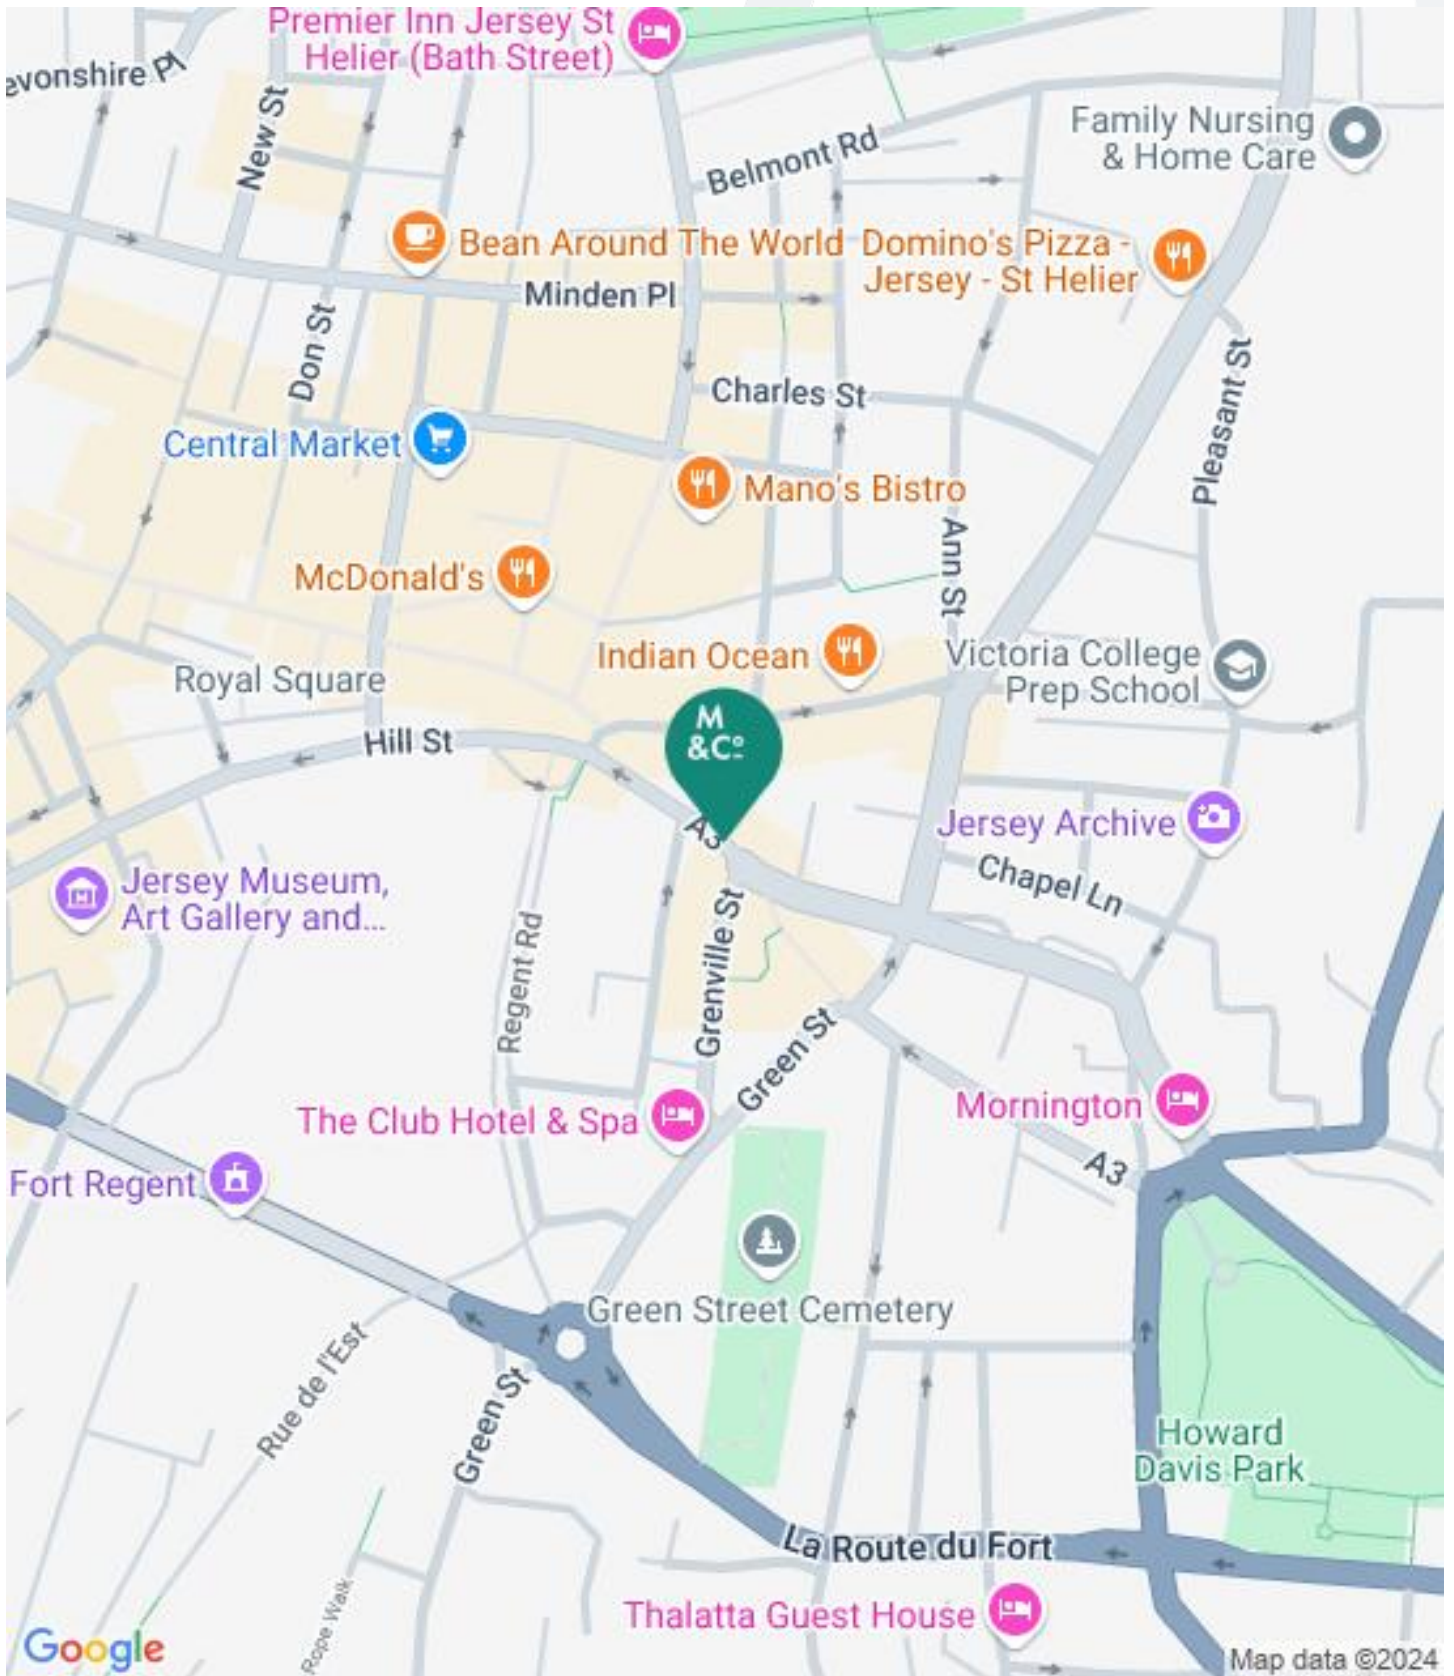 Premier Inn Jersey St
Helier (Bath Street)
evonshire Pl
New St
Belmont Rd
Family Nursing
& Home Care
Bean Around The World
Domino's Pizza -
Jersey - St Helier
Minden Pl
Don St
Charles St
Pleasant St
Central Market
Mano's Bistro
Ann St
McDonald's
Indian Ocean
Victoria College
Prep School
Royal Square
M
&Cº
Hill St
A3
Jersey Archive
Chapel Ln
Jersey Museum,
Art Gallery and...
Regent Rd
Grenville St
Green St
The Club Hotel & Spa
Mornington
A3
Fort Regent
Green Street Cemetery
Rue de l'Est
Green St
Howard
Davis Park
La Route du Fort
Rope Walk
Thalatta Guest House
Google
Map data ©2024